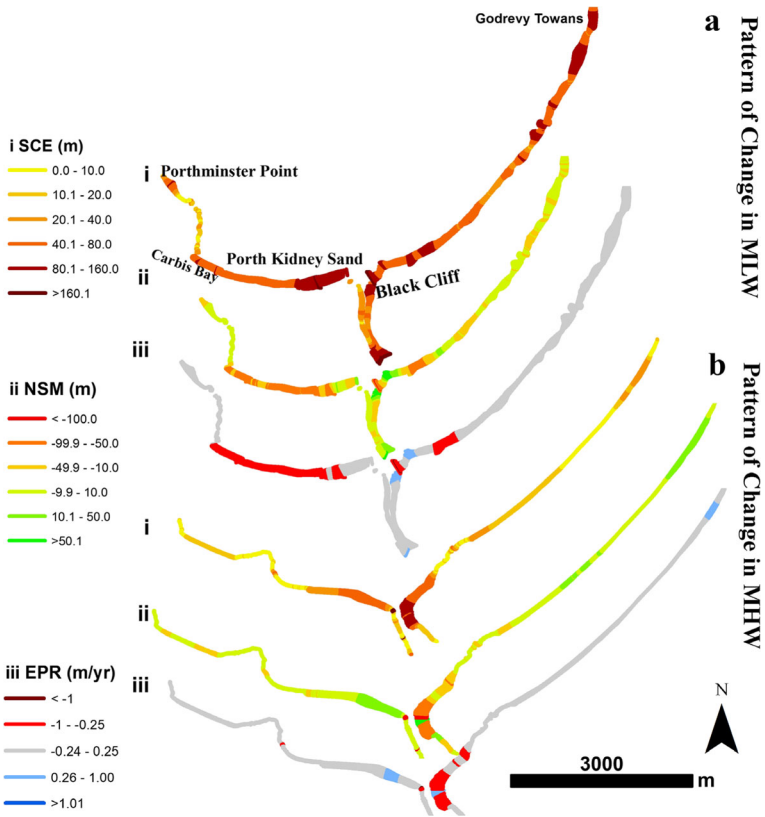 a
Pattern of Change in MLW
Godrevy Towans
i SCE (m)
0.0 - 10.0
10.1 - 20.0
20.1 - 40.0
40.1 - 80.0
80.1 - 160.0
>160.1
i
Porthminster Point
Carbis Bay
Porth Kidney Sand
Black Cliff
ii
iii
ii NSM (m)
< -100.0
-99.9 - -50.0
-49.9 - -10.0
-9.9 - 10.0
10.1 - 50.0
>50.1
b
Pattern of Change in MHW
i
ii
iii
iii EPR (m/yr)
< -1
-1 - -0.25
-0.24 - 0.25
0.26 - 1.00
>1.01
N
3000
m